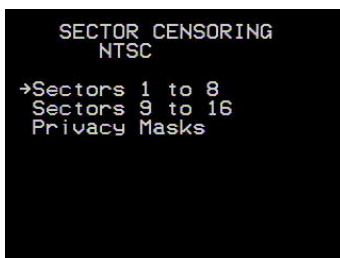 SECTOR CENSORING
NTSC
→Sectors 1 to 8
Sectors 9 to 16
Privacy Masks